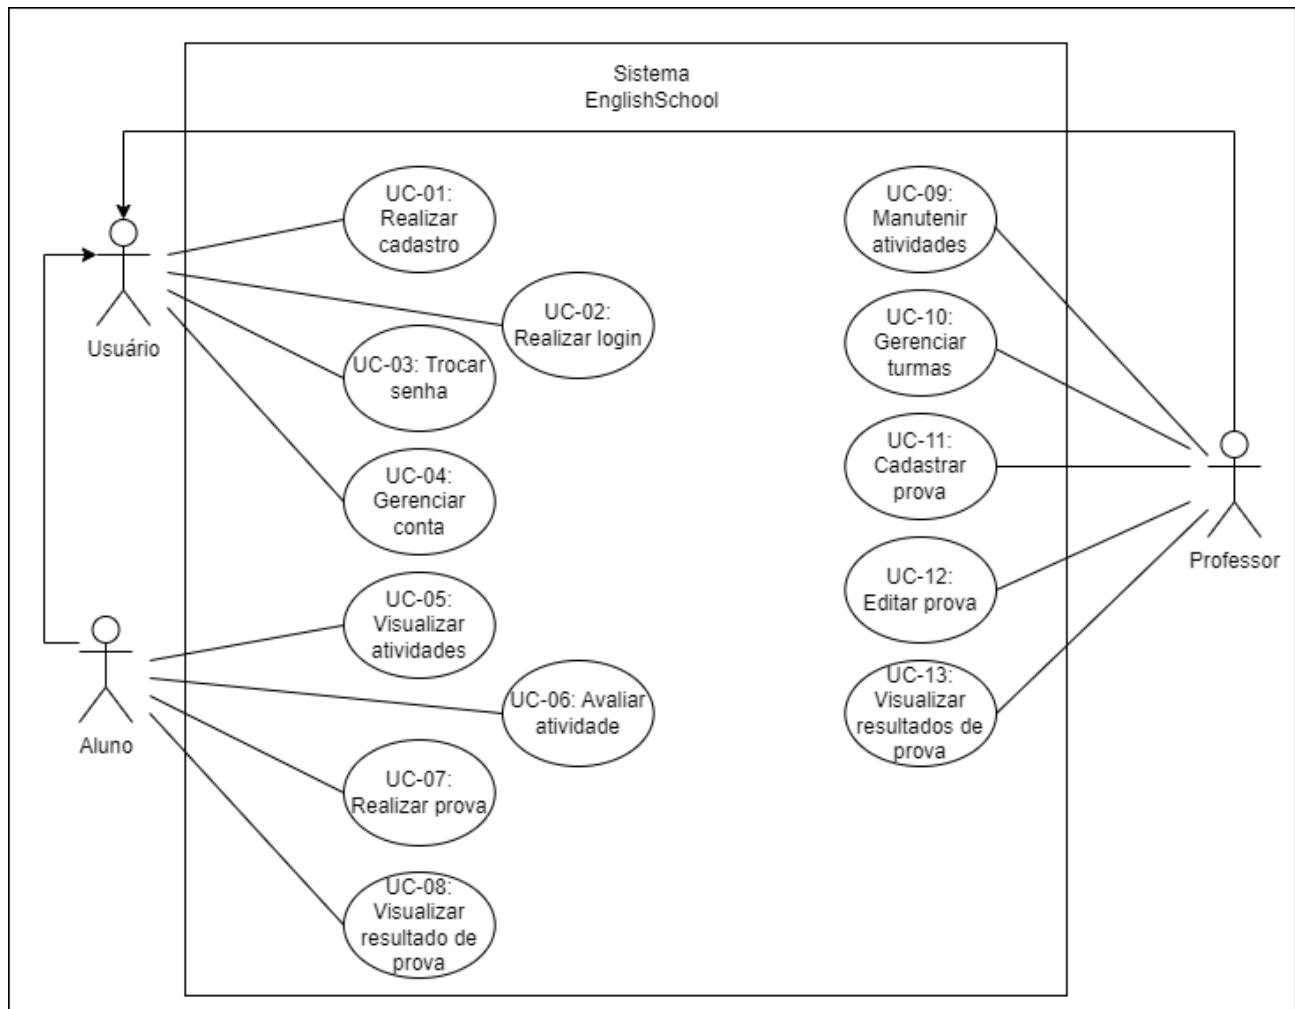 Sistema
EnglishSchool
Usuário
UC-01:
Realizar
cadastro
UC-02:
Realizar login
UC-03: Trocar
senha
UC-04:
Gerenciar
conta
Aluno
UC-05:
Visualizar
atividades
UC-06: Avaliar
atividade
UC-07:
Realizar prova
UC-08:
Visualizar
resultado de
prova
UC-09:
Manutenir
atividades
UC-10:
Gerenciar
turmas
UC-11:
Cadastrar
prova
UC-12:
Editar prova
UC-13:
Visualizar
resultados de
prova
Professor